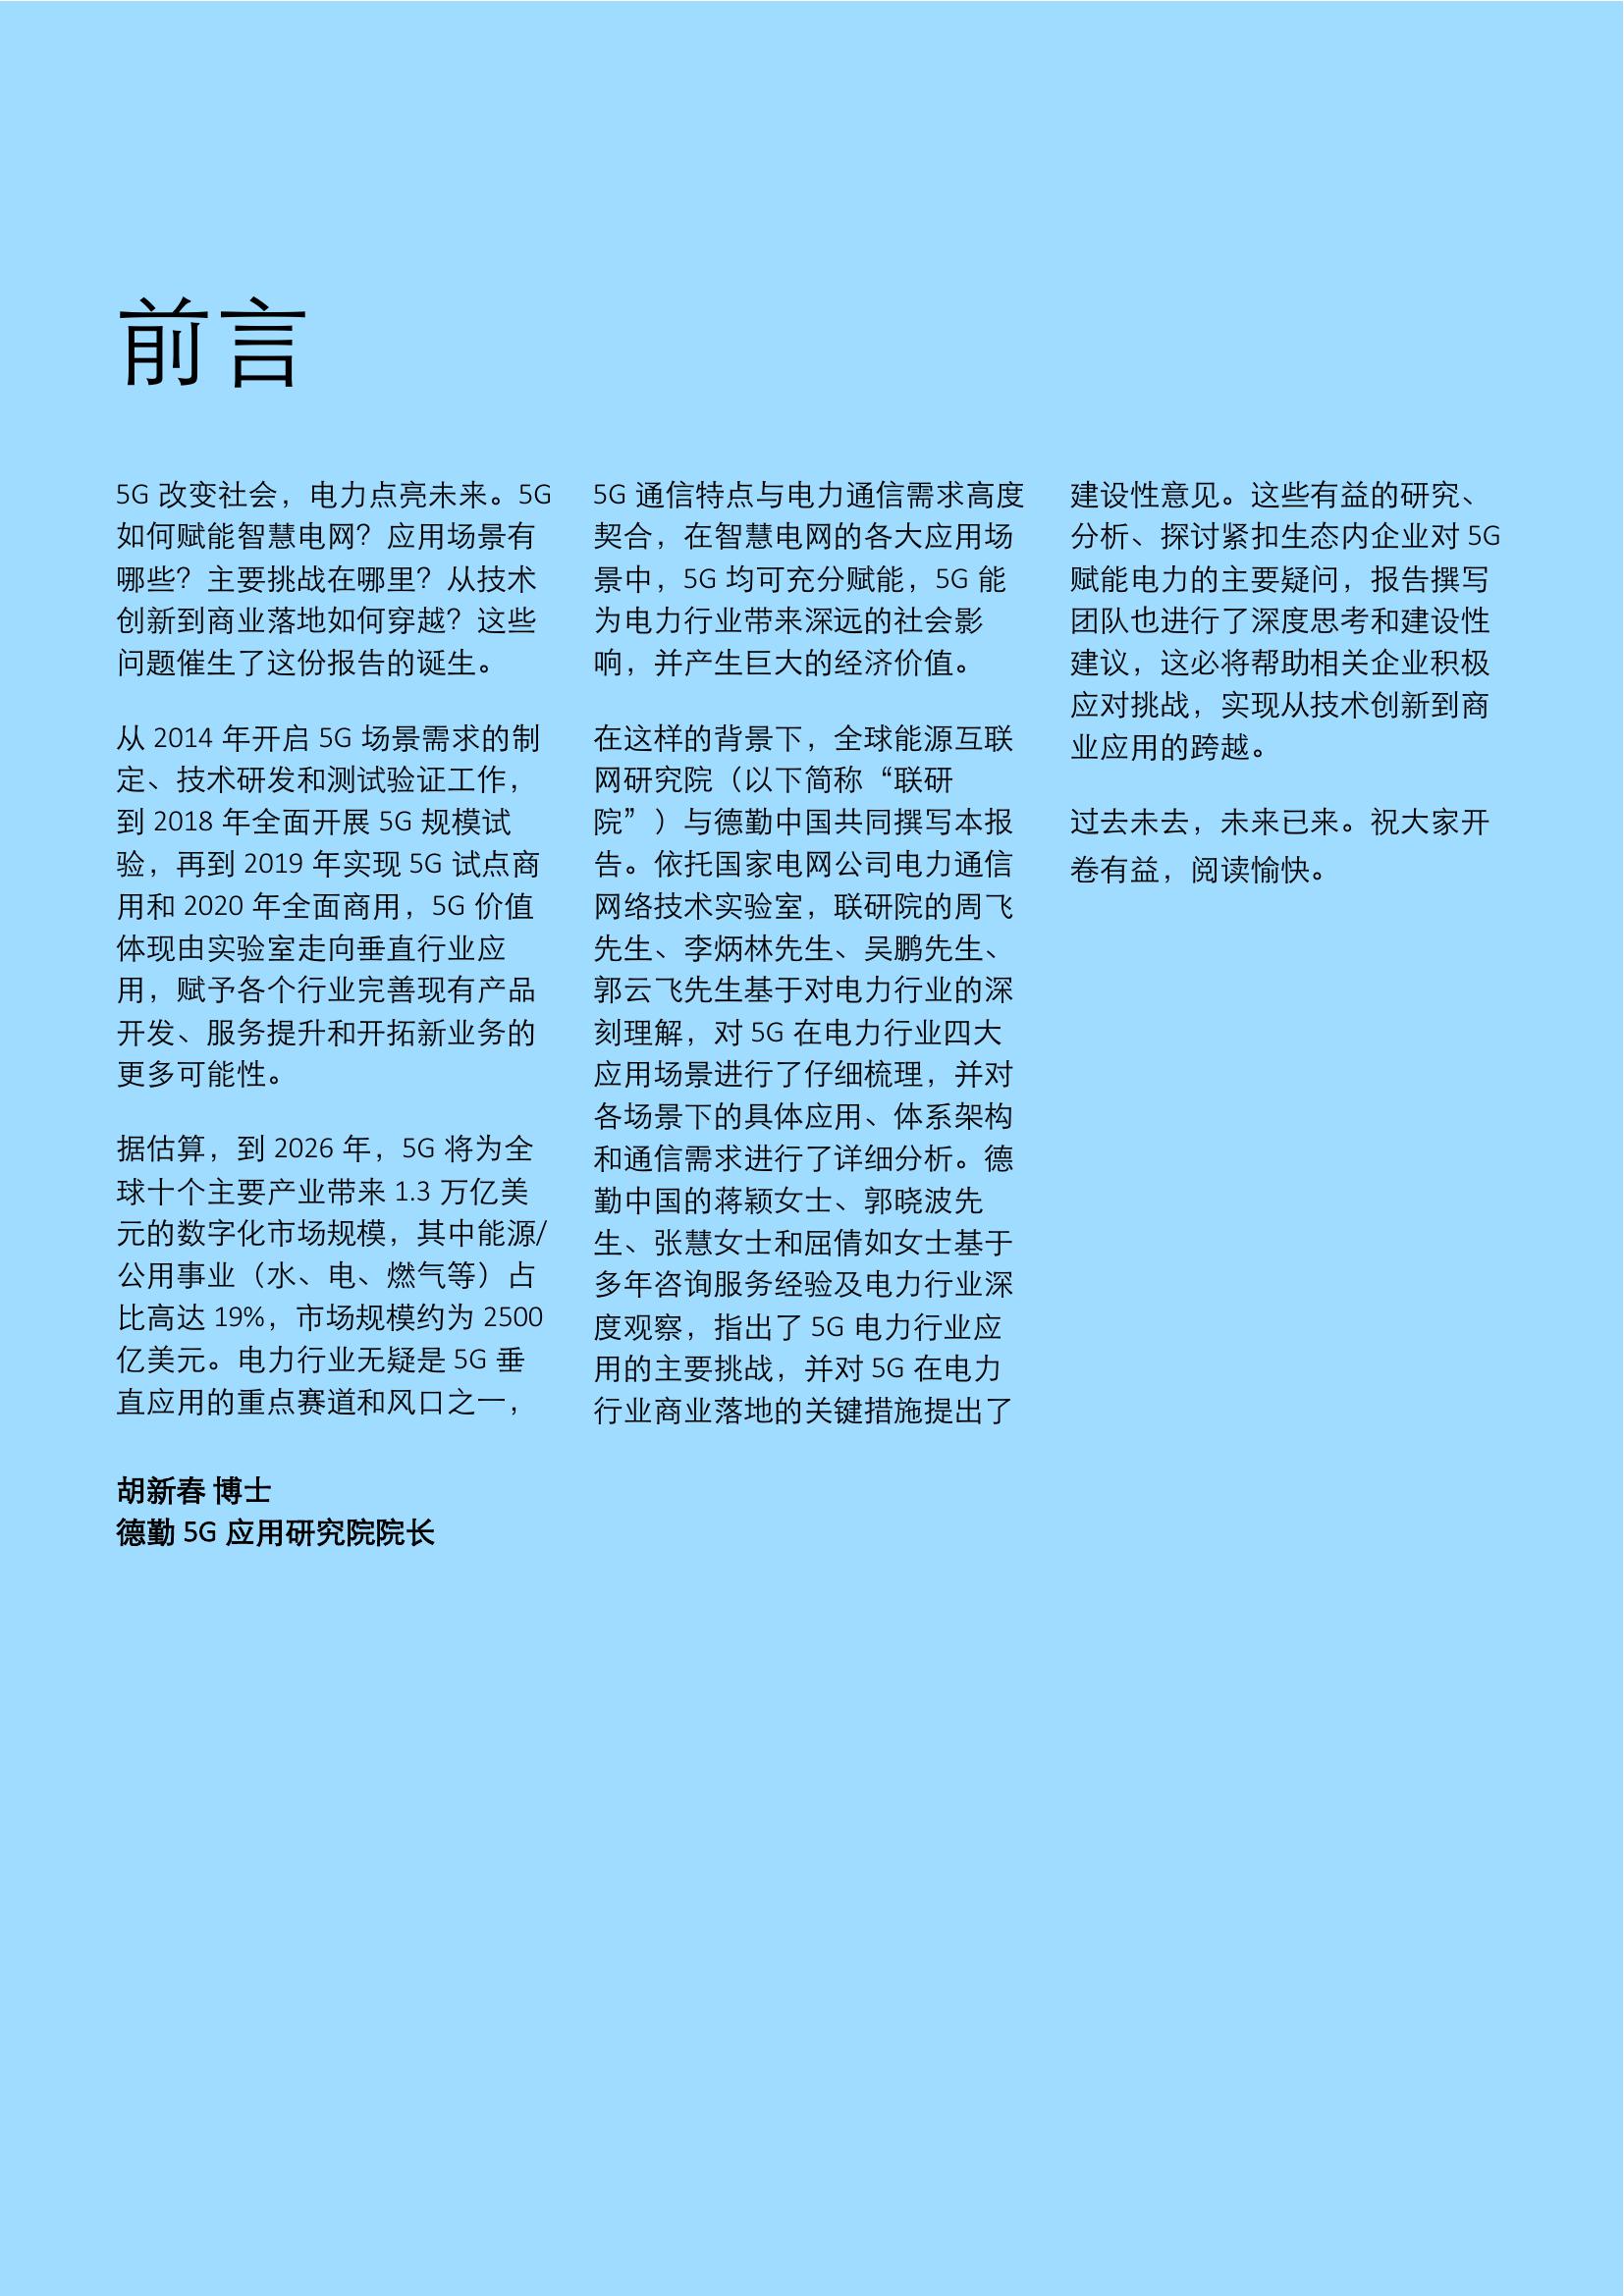 前言
5G 改变社会，电力点亮未来。5G
如何赋能智慧电网？应用场景有
哪些？主要挑战在哪里？从技术
创新到商业落地如何穿越？这些
问题催生了这份报告的诞生。
从 2014 年开启 5G 场景需求的制
定、技术研发和测试验证工作，
到 2018 年全面开展 5G 规模试
验，再到 2019 年实现 5G 试点商
用和 2020 年全面商用，5G 价值
体现由实验室走向垂直行业应
用，赋予各个行业完善现有产品
开发、服务提升和开拓新业务的
更多可能性。
据估算，到 2026 年，5G 将为全
球十个主要产业带来 1.3 万亿美
元的数字化市场规模，其中能源/
公用事业（水、电、燃气等）占
比高达 19%，市场规模约为 2500
亿美元。电力行业无疑是 5G 垂
直应用的重点赛道和风口之一，
5G 通信特点与电力通信需求高度
契合，在智慧电网的各大应用场
景中，5G 均可充分赋能，5G 能
为电力行业带来深远的社会影
响，并产生巨大的经济价值。
在这样的背景下，全球能源互联
网研究院（以下简称“联研
院”）与德勤中国共同撰写本报
告。依托国家电网公司电力通信
网络技术实验室，联研院的周飞
先生、李炳林先生、吴鹏先生、
郭云飞先生基于对电力行业的深
刻理解，对 5G 在电力行业四大
应用场景进行了仔细梳理，并对
各场景下的具体应用、体系架构
和通信需求进行了详细分析。德
勤中国的蒋颖女士、郭晓波先
生、张慧女士和屈倩如女士基于
多年咨询服务经验及电力行业深
度观察，指出了 5G 电力行业应
用的主要挑战，并对 5G 在电力
行业商业落地的关键措施提出了
建设性意见。这些有益的研究、
分析、探讨紧扣生态内企业对 5G
赋能电力的主要疑问，报告撰写
团队也进行了深度思考和建设性
建议，这必将帮助相关企业积极
应对挑战，实现从技术创新到商
业应用的跨越。
过去未去，未来已来。祝大家开
卷有益，阅读愉快。
胡新春 博士
德勤 5G 应用研究院院长